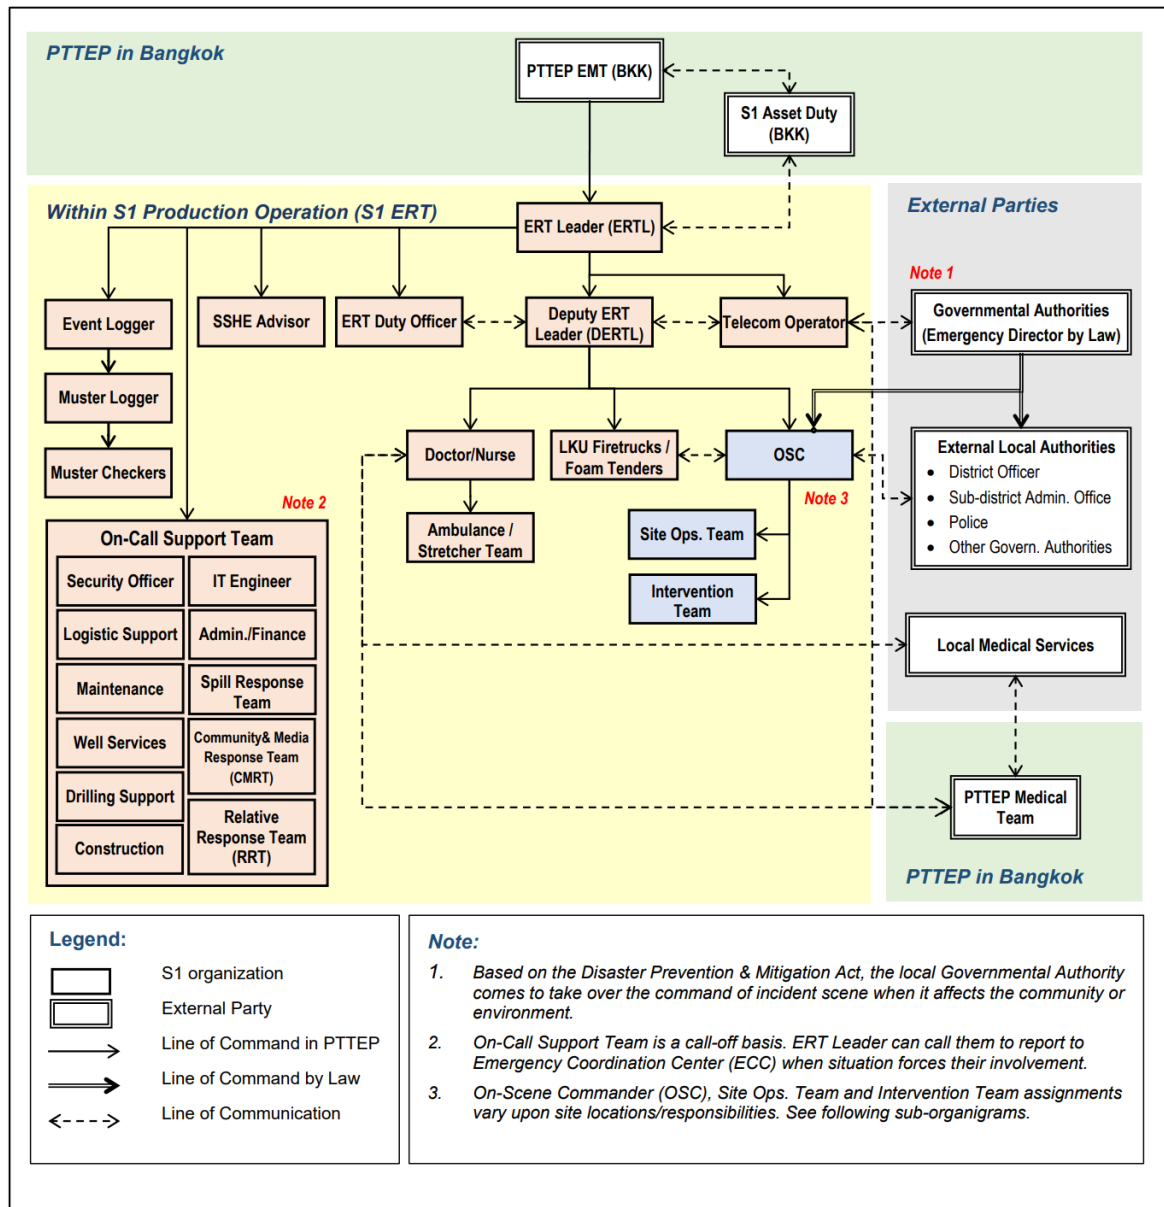 PTTEP in Bangkok
PTTEP EMT (BKK)
S1 Asset Duty
(BKK)
Within S1 Production Operation (S1 ERT)
ERT Leader (ERTL)
External Parties
Note 1
Event Logger
SSHE Advisor
ERT Duty Officer
Deputy ERT
Leader (DERTL)
Telecom Operator
Governmental Authorities
(Emergency Director by Law)
Muster Logger
Muster Checkers
Doctor/Nurse
LKU Firetrucks /
Foam Tenders
OSC
External Local Authorities
• District Officer
• Sub-district Admin. Office
• Police
• Other Govern. Authorities
Note 2
Note 3
Ambulance /
Stretcher Team
Site Ops. Team
Intervention
Team
On-Call Support Team
Security Officer
IT Engineer
Logistic Support
Admin./Finance
Maintenance
Spill Response
Team
Well Services
Community& Media
Response Team
(CMRT)
Drilling Support
Relative
Response Team
(RRT)
Construction
Local Medical Services
PTTEP Medical
Team
PTTEP in Bangkok
Legend:
S1 organization
External Party
Line of Command in PTTEP
Line of Command by Law
Line of Communication
Note:
1. Based on the Disaster Prevention & Mitigation Act, the local Governmental Authority
comes to take over the command of incident scene when it affects the community or
environment.
2. On-Call Support Team is a call-off basis. ERT Leader can call them to report to
Emergency Coordination Center (ECC) when situation forces their involvement.
3. On-Scene Commander (OSC), Site Ops. Team and Intervention Team assignments
vary upon site locations/responsibilities. See following sub-organigrams.